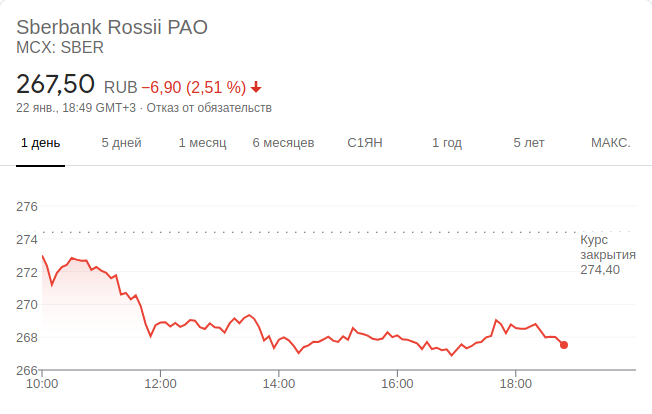 Sberbank Rossii PAO
MCX: SBER
267,50 RUB −6,90 (2,51 %)
22 янв., 18:49 GMT+3 · Отказ от обязательств
1 день 5 дней 1 месяц 6 месяцев С1ЯН 1 год 5 лет МАКС.
276
274
272
270
268
266
Курс
закрытия
274,40
10:00 12:00 14:00 16:00 18:00